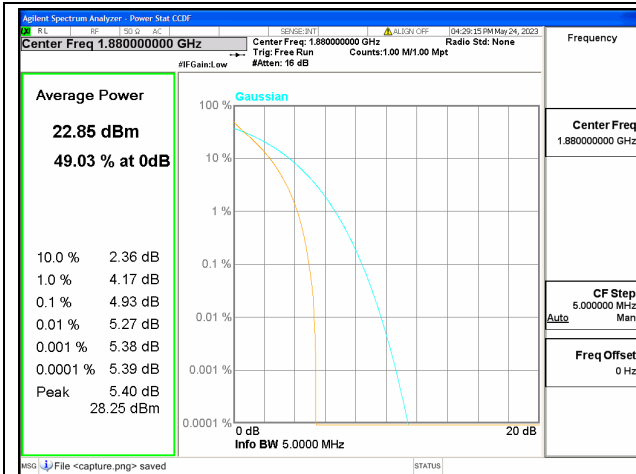 Agilent Spectrum Analyzer - Power Stat CCDF
RL RF 50 Ω AC SENSE:INT ALIGN OFF 04:29:15 PM May 24, 2023
Center Freq 1.880000000 GHz
Center Freq: 1.880000000 GHz Radio Std: None
Trig: Free Run Counts:1.00 M/1.00 Mpt
#IFGain:Low #Atten: 16 dB
Frequency
Average Power
22.85 dBm
49.03 % at 0dB
10.0 % 2.36 dB
1.0 % 4.17 dB
0.1 % 4.93 dB
0.01 % 5.27 dB
0.001 % 5.38 dB
0.0001 % 5.39 dB
Peak 5.40 dB
28.25 dBm
Gaussian
100 %
10 %
1 %
0.1 %
0.01 %
0.001 %
0.0001 %
0 dB 20 dB
Info BW 5.0000 MHz
Center Freq
1.880000000 GHz
CF Step
5.000000 MHz
Auto Man
Freq Offset
0 Hz
MSG File <capture.png> saved STATUS